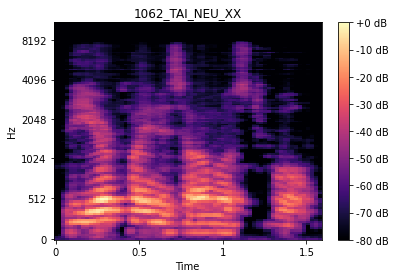 1062_TAI_NEU_XX
+0 dB
8192
-10 dB
4096
-20 dB
-30 dB
2048
Hz
-40 dB
1024
-50 dB
512
-60 dB
-70 dB
0
-80 dB
0
0.5
1
1.5
Time